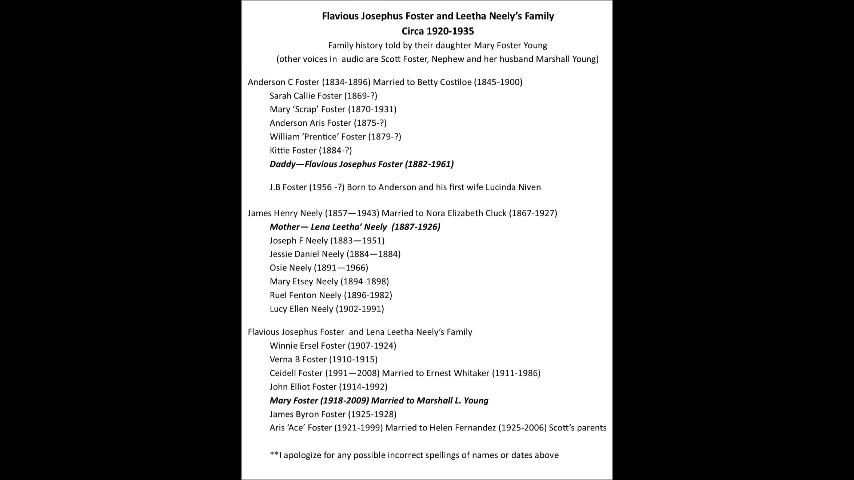 Flavious Josephus Foster and Leetha Neely's Family
Circa 1920-1935
Family history told by their daughter Mary Foster Young
(other voices in audio are Scott Foster, Nephew and her husband Marshall Young)
Anderson C Foster (1834-1896) Married to Betty Costiloe (1845-1900)
Sarah Callie Foster (1869-?)
Mary 'Scrap' Foster (1870-1931)
Anderson Aris Foster (1875-?)
William 'Prentice' Foster (1879-?)
Kittie Foster (1884-?)
Daddy—Flavious Josephus Foster (1882-1961)
J.B Foster (1956 -?) Born to Anderson and his first wife Lucinda Niven
James Henry Neely (1857—1943) Married to Nora Elizabeth Cluck (1867-1927)
Mother— Lena Leetha' Neely (1887-1926)
Joseph F Neely (1883—1951)
Jessie Daniel Neely (1884—1884)
Osie Neely (1891—1966)
Mary Etsey Neely (1894-1898)
Ruel Fenton Neely (1896-1982)
Lucy Ellen Neely (1902-1991)
Flavious Josephus Foster and Lena Leetha Neely's Family
Winnie Ersel Foster (1907-1924)
Verna B Foster (1910-1915)
Ceidell Foster (1991—2008) Married to Ernest Whitaker (1911-1986)
John Elliot Foster (1914-1992)
Mary Foster (1918-2009) Married to Marshall L. Young
James Byron Foster (1925-1928)
Aris 'Ace' Foster (1921-1999) Married to Helen Fernandez (1925-2006) Scott's parents
**I apologize for any possible incorrect spellings of names or dates above